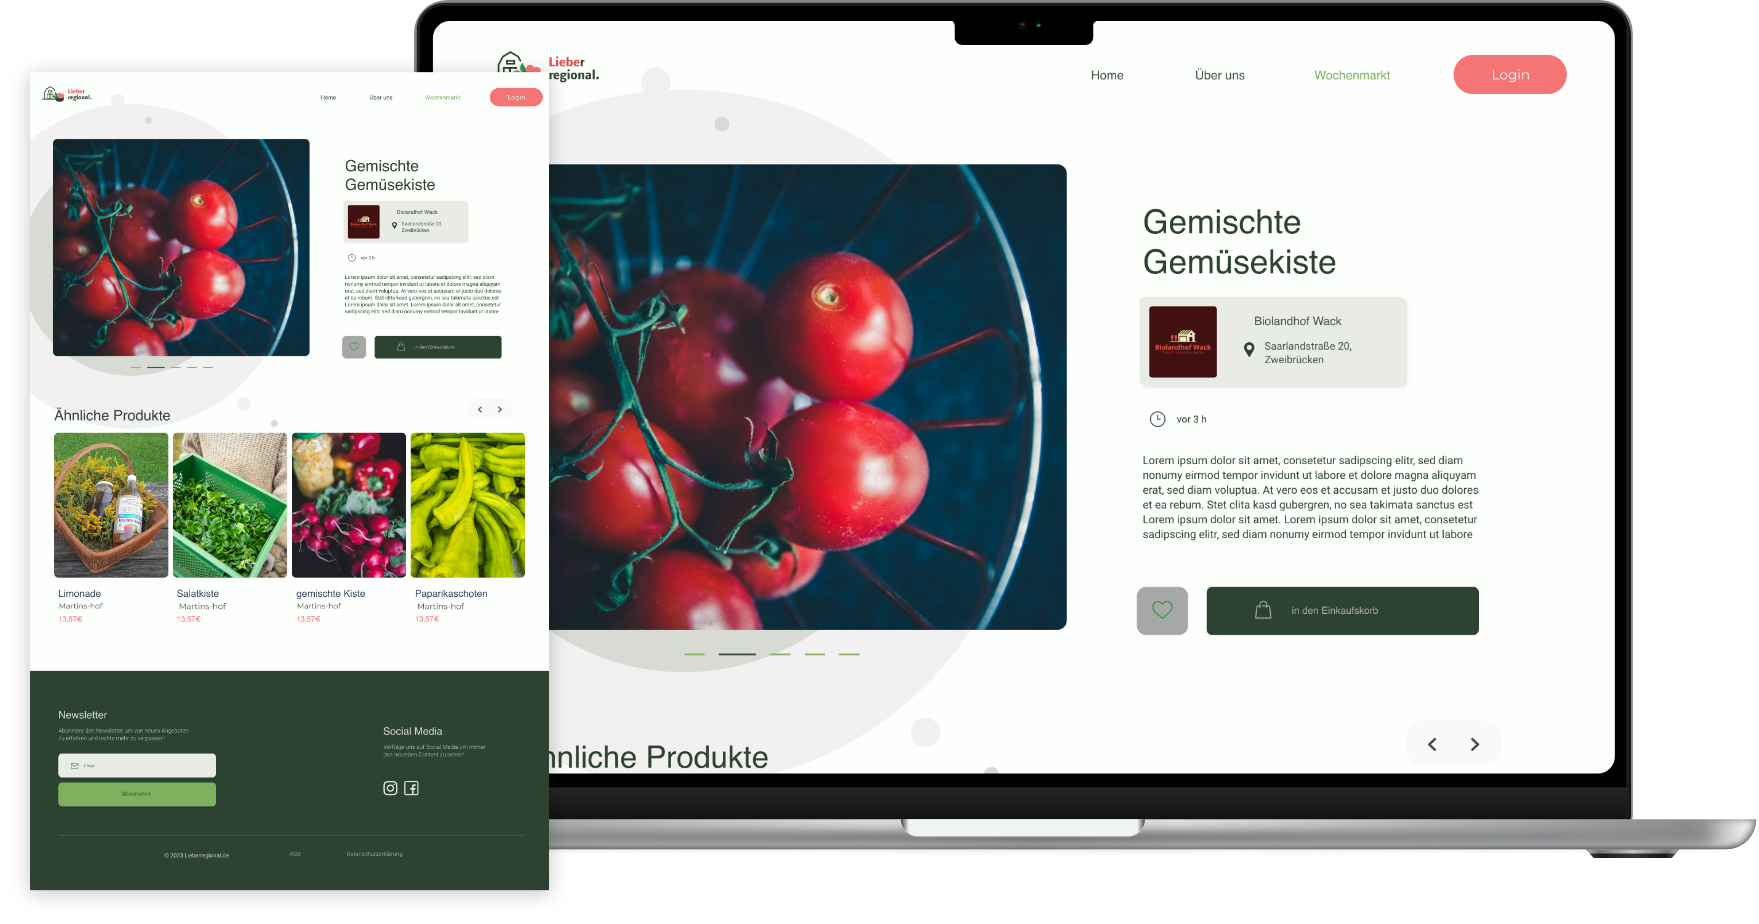 Lieber
regional.
Home
Über uns
Wochenmarkt
Login
Gemischte
Gemüsekiste
Biolandhof Wack
Biolandhof Wack
Saarlandstraße 20,
Zweibrücken
vor 3 h
Lorem ipsum dolor sit amet, consetetur sadipscing elitr, sed diam
nonumy eirmod tempor invidunt ut labore et dolore magna aliquyam
erat, sed diam voluptua. At vero eos et accusam et justo duo dolores
et ea rebum. Stet clita kasd gubergren, no sea takimata sanctus est
Lorem ipsum dolor sit amet. Lorem ipsum dolor sit amet, consetetur
sadipscing elitr, sed diam nonumy eirmod tempor invidunt ut labore
in den Einkaufskorb
Ähnliche Produkte
Limonade
Martins-hof
13,57€
Salatkiste
Martins-hof
13,57€
gemischte Kiste
Martins-hof
13,57€
Paprikaschoten
Martins-hof
13,57€
Newsletter
Abonniere den Newsletter um von neuen Angeboten
zu erfahren und nichts mehr zu verpassen!
Email
Abonnieren
Social Media
Verfolge uns auf Social Media um immer
den neuesten Content zu sehen!
© 2023 Lieberregional.de
AGB
Datenschutzerklärung
Lieber
regional.
Home
Über uns
Wochenmarkt
Login
Gemischte
Gemüsekiste
Biolandhof Wack
Biolandhof Wack
Saarlandstraße 20,
Zweibrücken
vor 3 h
Lorem ipsum dolor sit amet, consetetur sadipscing elitr, sed diam
nonumy eirmod tempor invidunt ut labore et dolore magna aliquyam
erat, sed diam voluptua. At vero eos et accusam et justo duo dolores
et ea rebum. Stet clita kasd gubergren, no sea takimata sanctus est
Lorem ipsum dolor sit amet. Lorem ipsum dolor sit amet, consetetur
sadipscing elitr, sed diam nonumy eirmod tempor invidunt ut labore
in den Einkaufskorb
hnliche Produkte